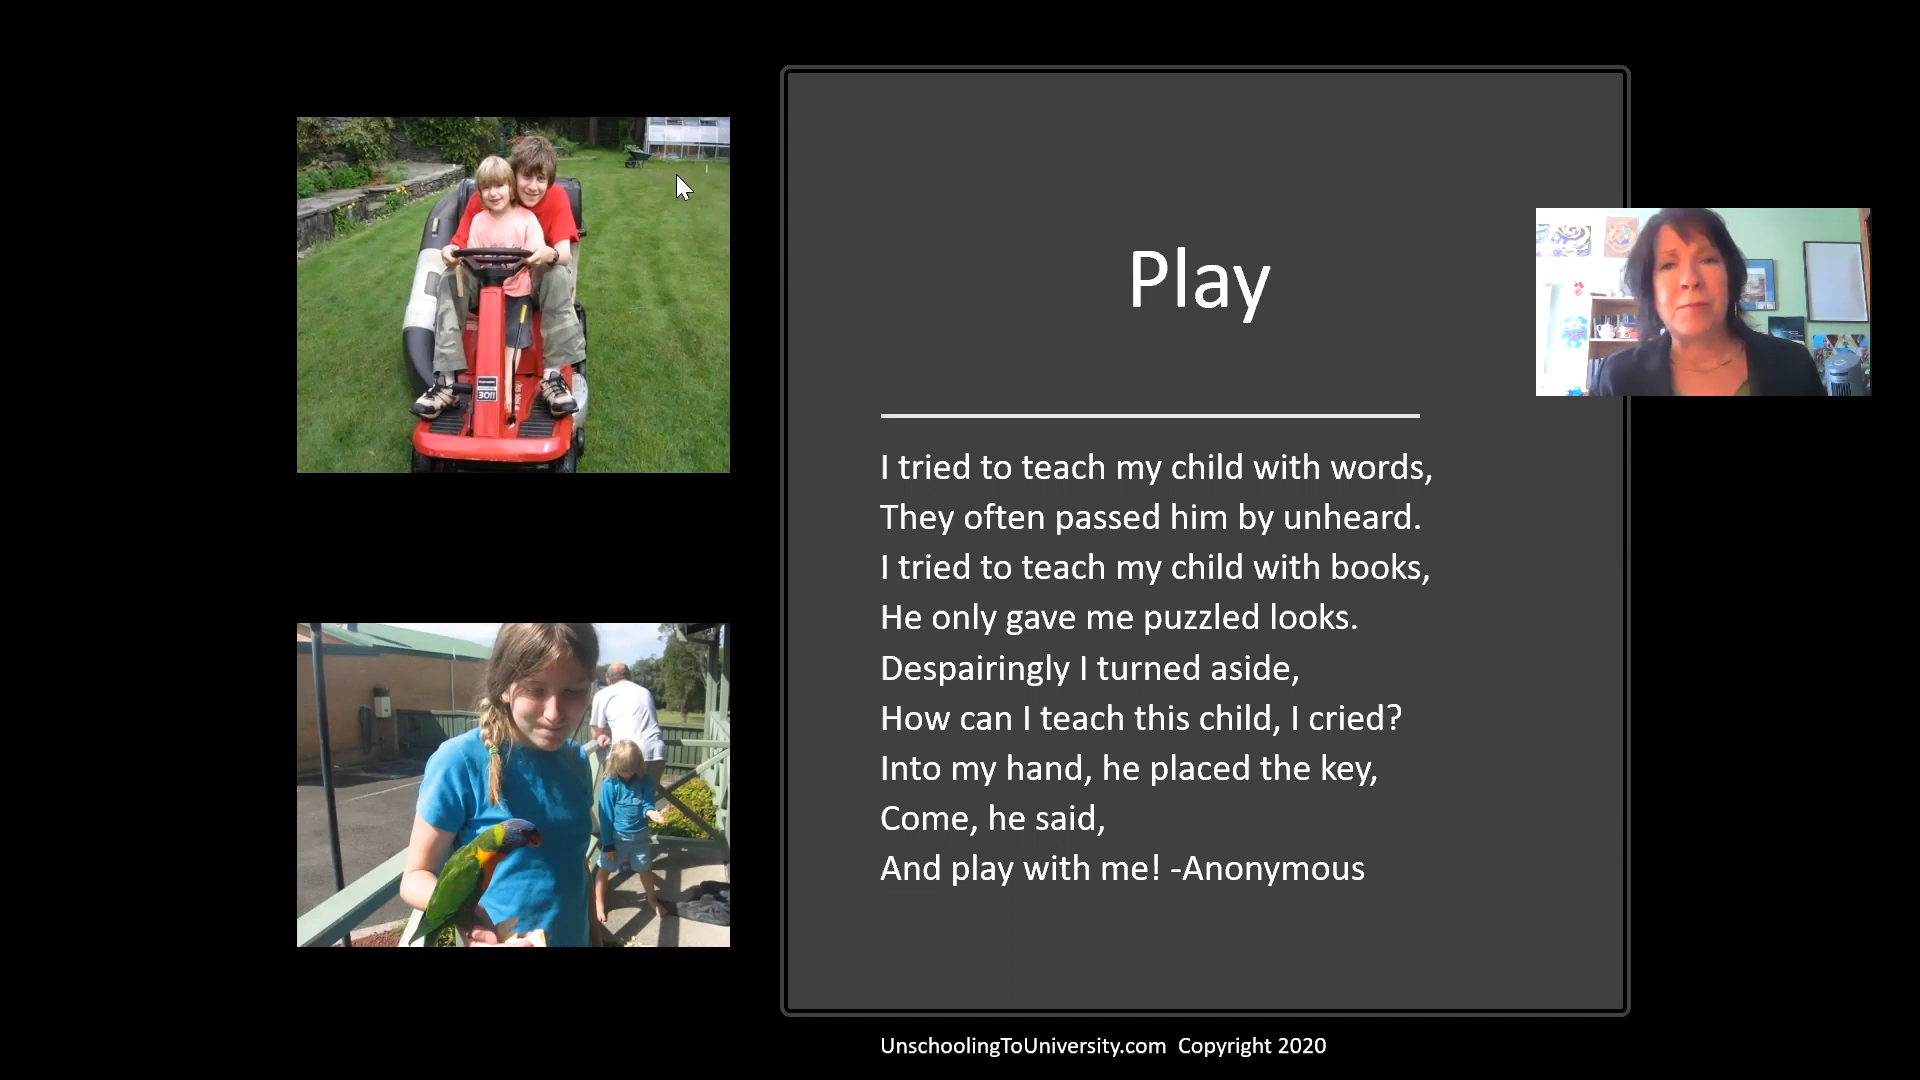 Play
I tried to teach my child with words,
They often passed him by unheard.
I tried to teach my child with books,
He only gave me puzzled looks.
Despairingly I turned aside,
How can I teach this child, I cried?
Into my hand, he placed the key,
Come, he said,
And play with me! -Anonymous
UnschoolingToUniversity.com Copyright 2020
30!!